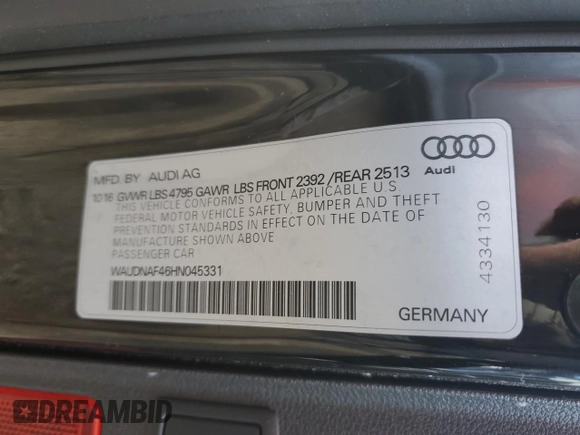 MFD. BY AUDI AG
10 16 GVWR LBS 4795 GAWR LBS FRONT 2392 /REAR 2513
THIS VEHICLE CONFORMS TO ALL APPLICABLE U S
FEDERAL MOTOR VEHICLE SAFETY, BUMPER AND THEFT
PREVENTION STANDARDS IN EFFECT ON THE DATE OF
MANUFACTURE SHOWN ABOVE
PASSENGER CAR
WAUDNAF46HN045331
Audi
4334130
GERMANY
DREAMBID